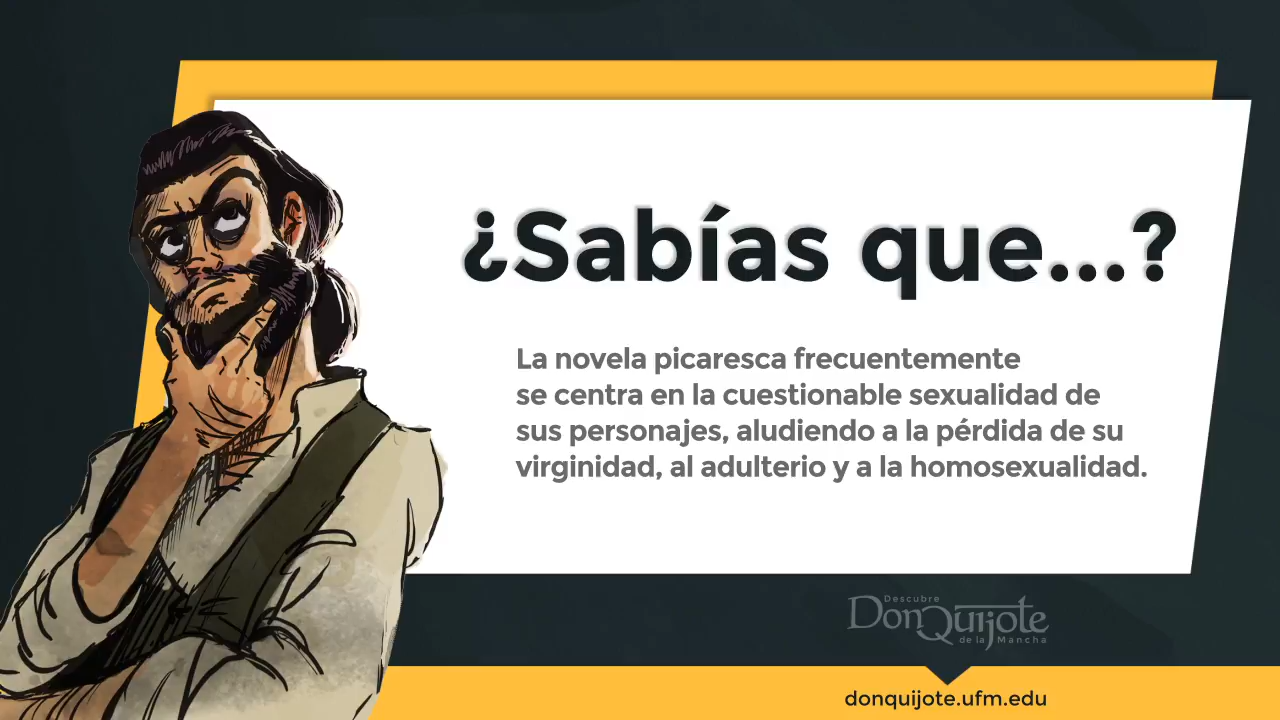 ¿Sabías que...?
La novela picaresca frecuentemente
se centra en la cuestionable sexualidad de
sus personajes, aludiendo a la pérdida de su
virginidad, al adulterio y a la homosexualidad.
Descubre
DonQuijote
de la Mancha
donquijote.ufm.edu